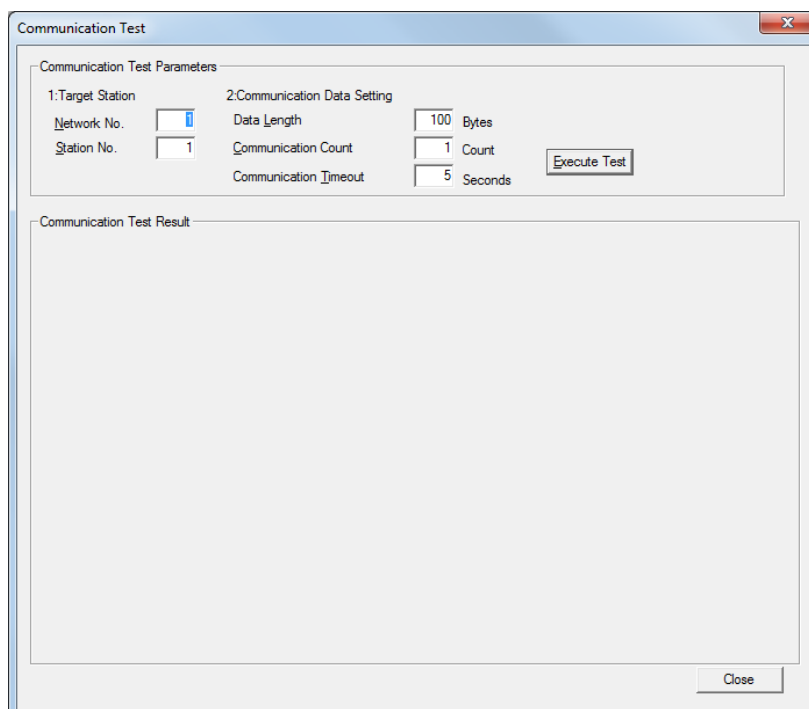 Communication Test
Communication Test Parameters
1:Target Station 2:Communication Data Setting
Network No. 1 Data Length 100 Bytes
Station No. 1 Communication Count 1 Count Execute Test
Communication Timeout 5 Seconds
Communication Test Result
Close